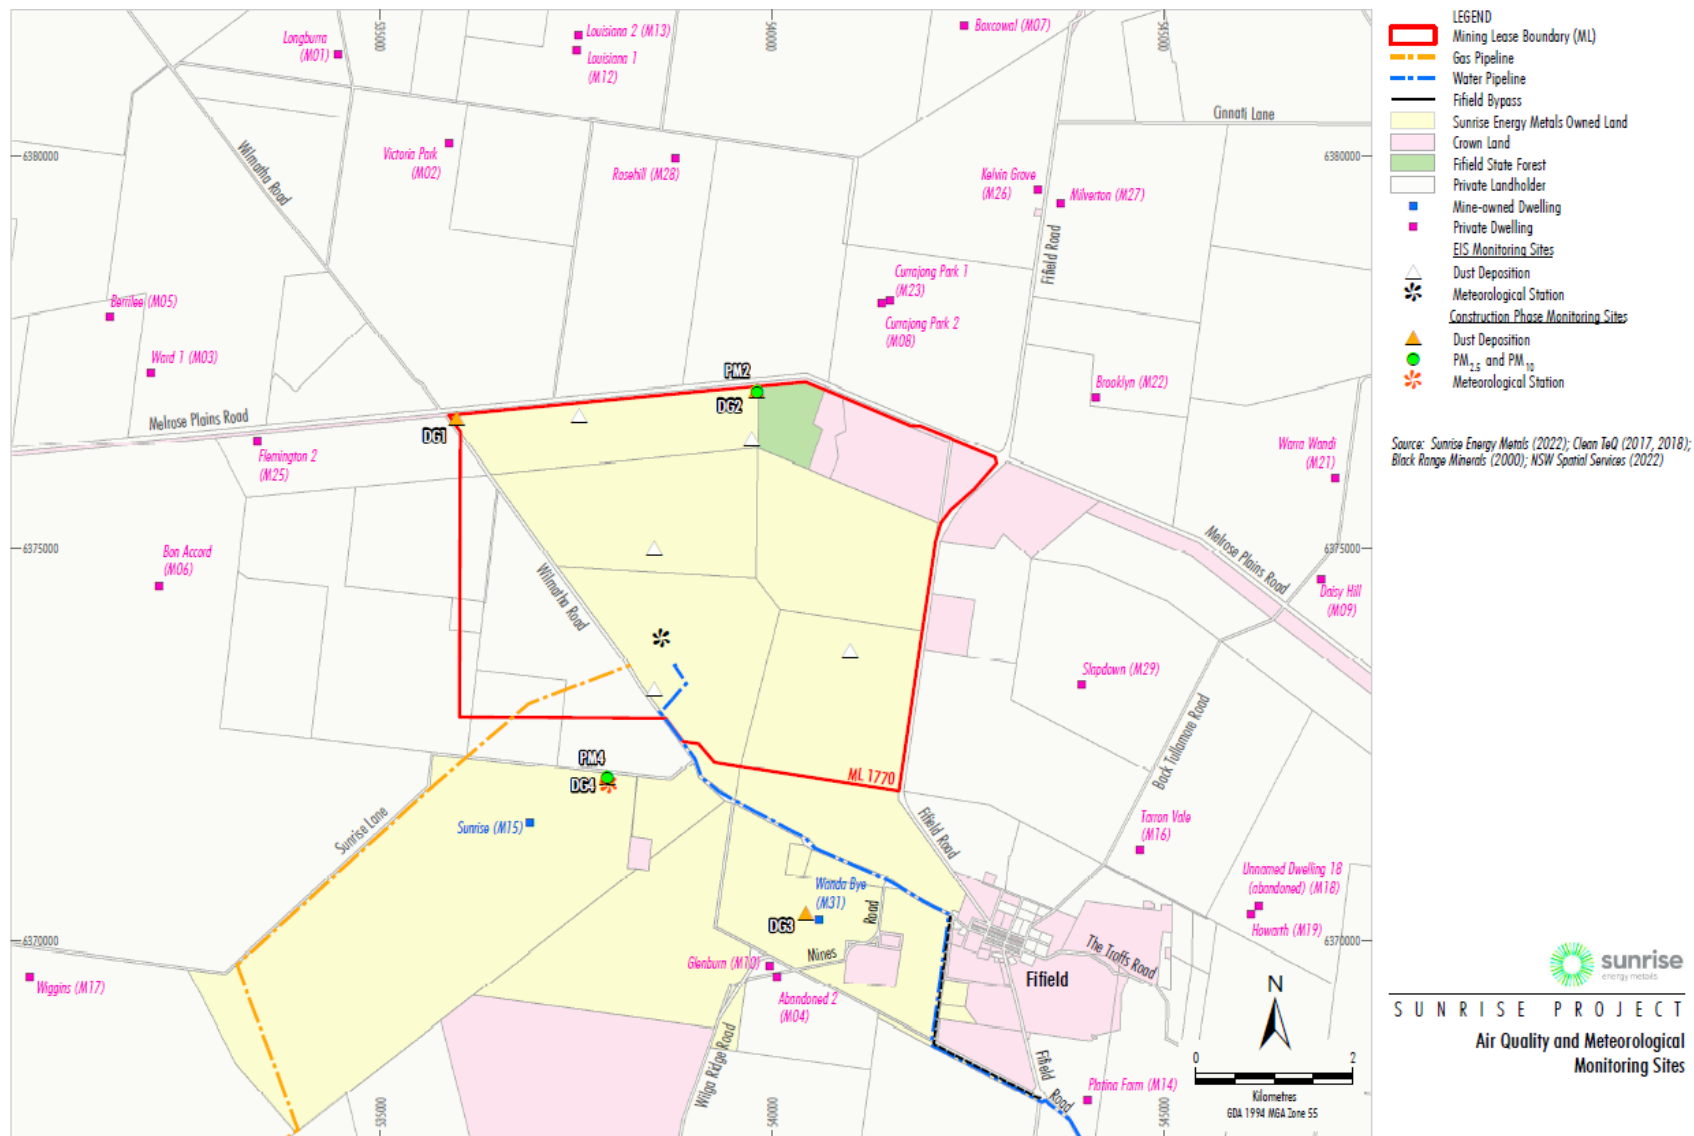 LEGEND
Mining Lease Boundary (ML)
Gas Pipeline
Water Pipeline
Fifield Bypass
Sunrise Energy Metals Owned Land
Crown Land
Fifield State Forest
Private Landholder
Mine-owned Dwelling
Private Dwelling
EIS Monitoring Sites
Dust Deposition
Meteorological Station
Construction Phase Monitoring Sites
Dust Deposition
PM2.5 and PM10
Meteorological Station
Source: Sunrise Energy Metals (2022); Clean TeQ (2017, 2018);
Black Range Minerals (2000); NSW Spatial Services (2022)
535000
540000
545000
Longburra
(M01)
Louisiana 2 (M13)
Louisiana 1
(M12)
Boxcowal (M07)
Cinnati Lane
6380000
6380000
Wilmatha Road
Victoria Park
(M02)
Rosehill (M28)
Kelvin Grove
(M26)
Milverton (M27)
Fifield Road
Currajong Park 1
(M23)
Currajong Park 2
(M08)
Berrilee (M05)
Ward 1 (M03)
Brooklyn (M22)
PM2
DG2
DG1
Melrose Plains Road
Flemington 2
(M25)
Warra Wandi
(M21)
6375000
6375000
Bon Accord
(M06)
Wilmatha Road
Melrose Plains Road
Daisy Hill
(M09)
Slapdown (M29)
Back Tullamore Road
PM4
DG4
ML 1770
Sunrise Lane
Sunrise (M15)
Fifield Road
Tarron Vale
(M16)
Unnamed Dwelling 18
(abandoned) (M18)
Howarth (M19)
Wanda Bye
(M31)
DG3
Mines
Road
6370000
6370000
The Troffs Road
Fifield
Glenburn (M10)
Abandoned 2
(M04)
Wiggins (M17)
Wilga Ridge Road
Fifield
Road
Platina Farm (M14)
535000
540000
545000
N
0
2
Kilometres
GDA 1994 MGA Zone 55
sunrise
energy metals
SUNRISE PROJECT
Air Quality and Meteorological
Monitoring Sites